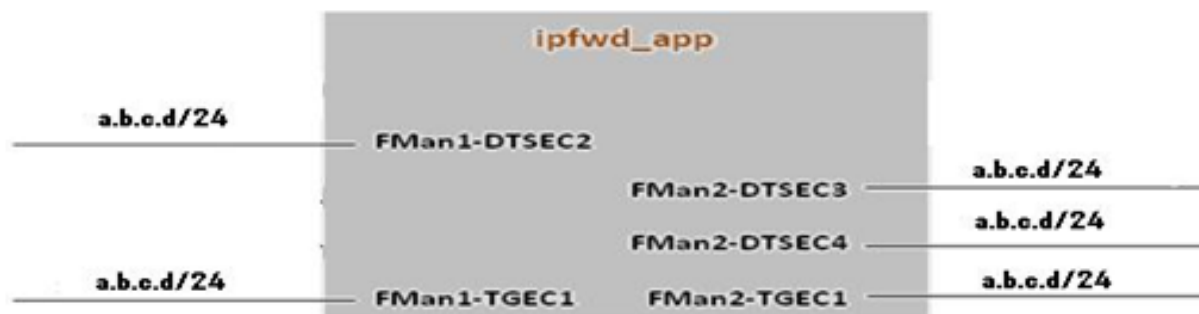 ipfwd_app
a.b.c.d/24
FMan1-DTSEC2
a.b.c.d/24
FMan2-DTSEC3
a.b.c.d/24
FMan2-DTSEC4
a.b.c.d/24
FMan1-TGEC1
FMan2-TGEC1
a.b.c.d/24